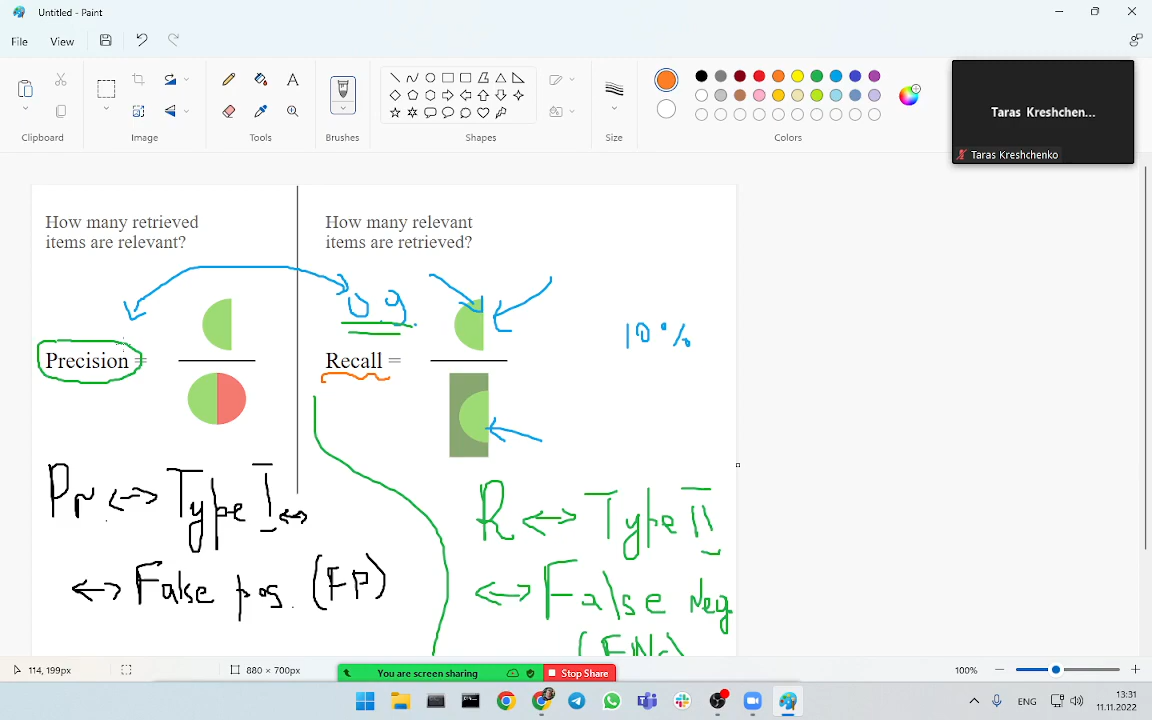 Untitled - Paint
File View
Clipboard Image Tools Brushes Shapes Size Colors
Taras Kreshchen...
Taras Kreshchenko
How many retrieved
items are relevant?
How many relevant
items are retrieved?
Precision =
Recall =
10%
Pr <-> Type I <->
<-> False pos. (FP)
R <-> Type II
<-> False Neg.
114, 199px
880 × 700px
You are screen sharing
Stop Share
100%
ENG
13:31
11.11.2022